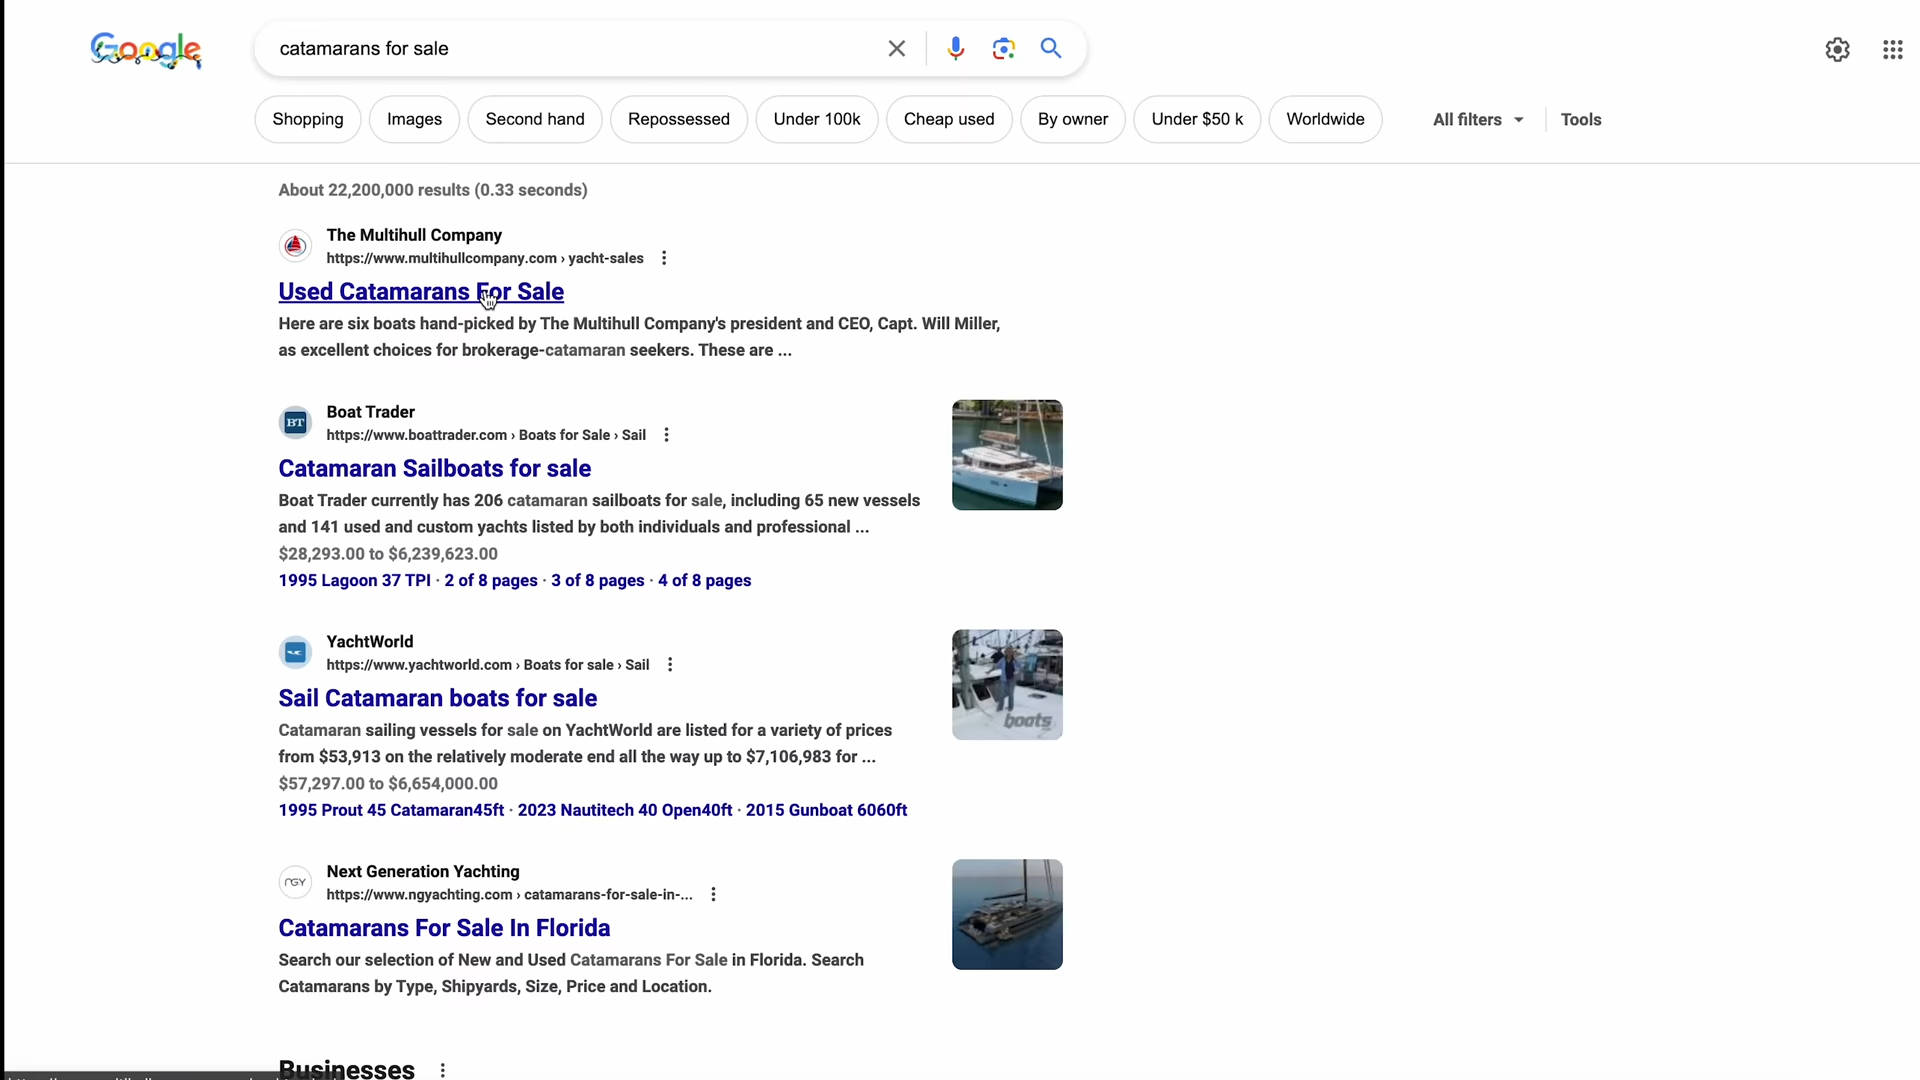 Google
catamarans for sale
Shopping
Images
Second hand
Repossessed
Under 100k
Cheap used
By owner
Under $50 k
Worldwide
All filters
Tools
About 22,200,000 results (0.33 seconds)
The Multihull Company
https://www.multihullcompany.com › yacht-sales
Used Catamarans For Sale
Here are six boats hand-picked by The Multihull Company's president and CEO, Capt. Will Miller,
as excellent choices for brokerage-catamaran seekers. These are ...
BT
Boat Trader
https://www.boattrader.com › Boats for Sale › Sail
Catamaran Sailboats for sale
Boat Trader currently has 206 catamaran sailboats for sale, including 65 new vessels
and 141 used and custom yachts listed by both individuals and professional ...
$28,293.00 to $6,239,623.00
1995 Lagoon 37 TPI · 2 of 8 pages · 3 of 8 pages · 4 of 8 pages
YachtWorld
https://www.yachtworld.com › Boats for sale › Sail
Sail Catamaran boats for sale
Catamaran sailing vessels for sale on YachtWorld are listed for a variety of prices
from $53,913 on the relatively moderate end all the way up to $7,106,983 for ...
$57,297.00 to $6,654,000.00
1995 Prout 45 Catamaran45ft · 2023 Nautitech 40 Open40ft · 2015 Gunboat 6060ft
boats
NGY
Next Generation Yachting
https://www.ngyachting.com › catamarans-for-sale-in-...
Catamarans For Sale In Florida
Search our selection of New and Used Catamarans For Sale in Florida. Search
Catamarans by Type, Shipyards, Size, Price and Location.
Businesses